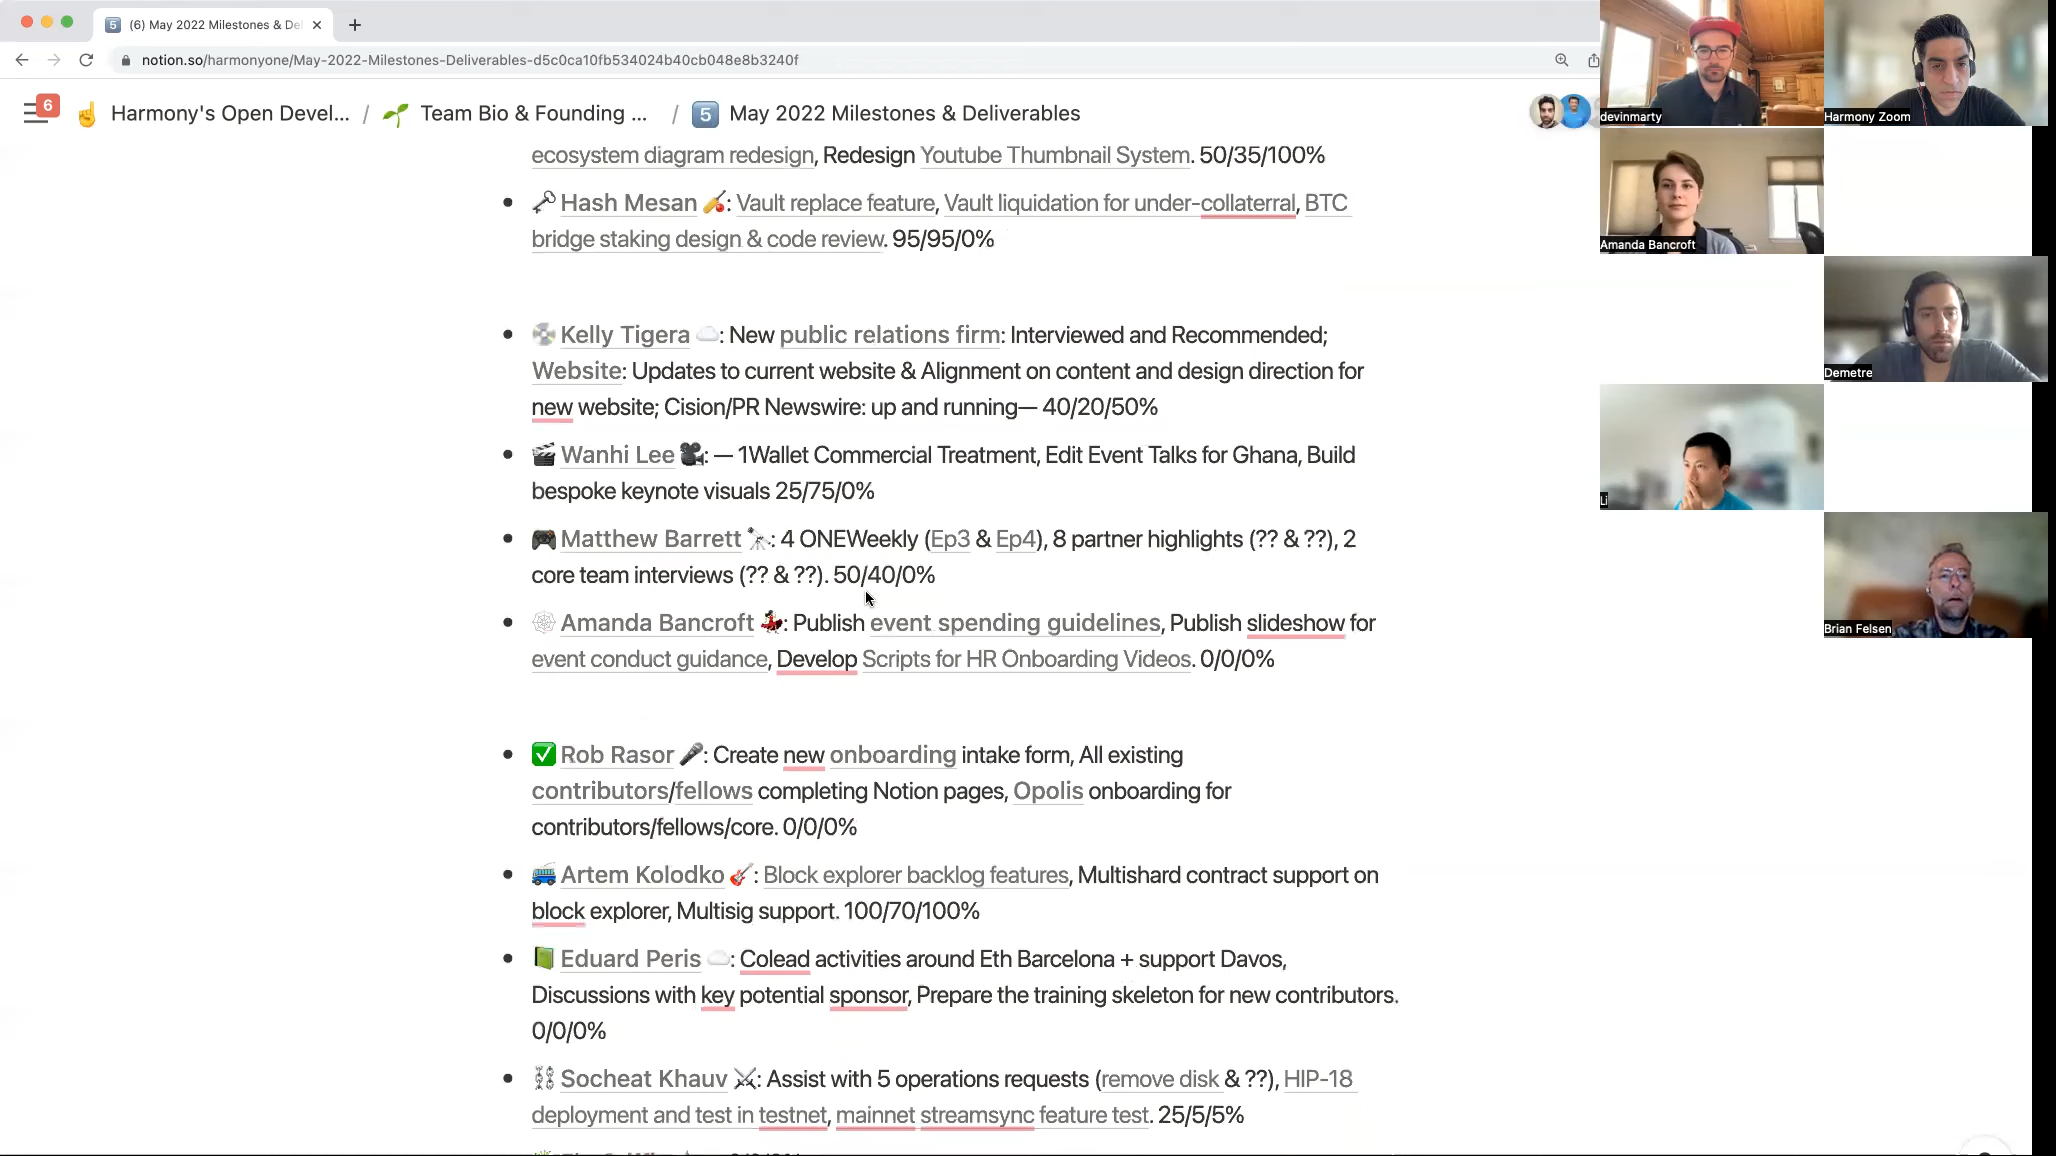 (6) May 2022 Milestones & De
notion.so/harmonyone/May-2022-Milestones-Deliverables-d5c0ca10fb534024b40cb048e8b3240f
6
Harmony's Open Devel... / Team Bio & Founding ... / 5 May 2022 Milestones & Deliverables
ecosystem diagram redesign, Redesign Youtube Thumbnail System. 50/35/100%
Hash Mesan : Vault replace feature, Vault liquidation for under-collaterral, BTC
bridge staking design & code review. 95/95/0%
Kelly Tigera : New public relations firm: Interviewed and Recommended;
Website: Updates to current website & Alignment on content and design direction for
new website; Cision/PR Newswire: up and running— 40/20/50%
Wanhi Lee : — 1Wallet Commercial Treatment, Edit Event Talks for Ghana, Build
bespoke keynote visuals 25/75/0%
Matthew Barrett : 4 ONEWeekly (Ep3 & Ep4), 8 partner highlights (?? & ??), 2
core team interviews (?? & ??). 50/40/0%
Amanda Bancroft : Publish event spending guidelines, Publish slideshow for
event conduct guidance, Develop Scripts for HR Onboarding Videos. 0/0/0%
Rob Rasor : Create new onboarding intake form, All existing
contributors/fellows completing Notion pages, Opolis onboarding for
contributors/fellows/core. 0/0/0%
Artem Kolodko : Block explorer backlog features, Multishard contract support on
block explorer, Multisig support. 100/70/100%
Eduard Peris : Colead activities around Eth Barcelona + support Davos,
Discussions with key potential sponsor, Prepare the training skeleton for new contributors.
0/0/0%
Socheat Khauv : Assist with 5 operations requests (remove disk & ??), HIP-18
deployment and test in testnet, mainnet streamsync feature test. 25/5/5%
devinmarty
Harmony Zoom
Amanda Bancroft
Demetre
Li
Brian Felsen